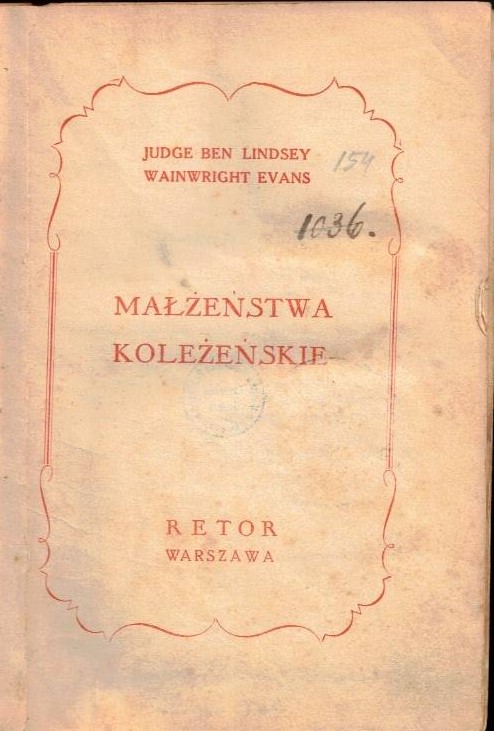 JUDGE BEN LINDSEY
WAINWRIGHT EVANS
154
1036.
MAŁŻEŃSTWA
KOLEŻEŃSKIE
RETOR
WARSZAWA